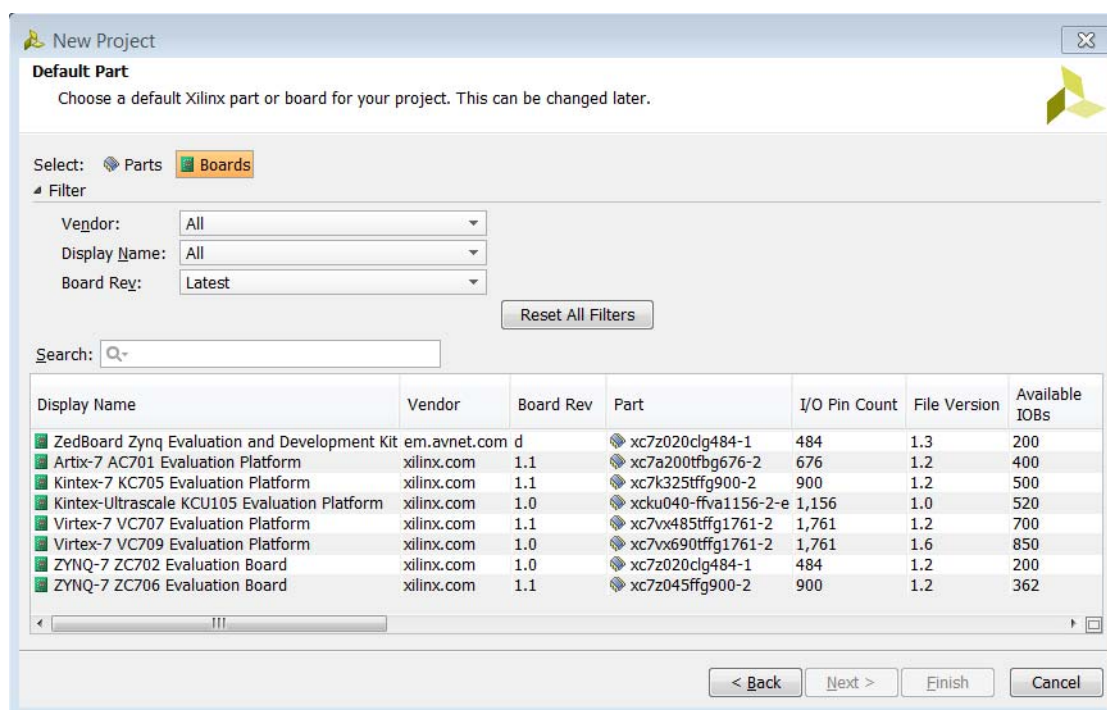 New Project
Default Part
Choose a default Xilinx part or board for your project. This can be changed later.
Select: Parts Boards
Filter
Vendor: All
Display Name: All
Board Rev: Latest
Reset All Filters
Search:
Display Name Vendor Board Rev Part I/O Pin Count File Version Available IOBs
ZedBoard Zynq Evaluation and Development Kit em.avnet.com d xc7z020clg484-1 484 1.3 200
Artix-7 AC701 Evaluation Platform xilinx.com 1.1 xc7a200tfbg676-2 676 1.2 400
Kintex-7 KC705 Evaluation Platform xilinx.com 1.1 xc7k325tffg900-2 900 1.2 500
Kintex-Ultrascale KCU105 Evaluation Platform xilinx.com 1.0 xcku040-ffva1156-2-e 1,156 1.0 520
Virtex-7 VC707 Evaluation Platform xilinx.com 1.1 xc7vx485tffg1761-2 1,761 1.2 700
Virtex-7 VC709 Evaluation Platform xilinx.com 1.0 xc7vx690tffg1761-2 1,761 1.6 850
ZYNQ-7 ZC702 Evaluation Board xilinx.com 1.0 xc7z020clg484-1 484 1.2 200
ZYNQ-7 ZC706 Evaluation Board xilinx.com 1.1 xc7z045ffg900-2 900 1.2 362
< Back Next > Finish Cancel